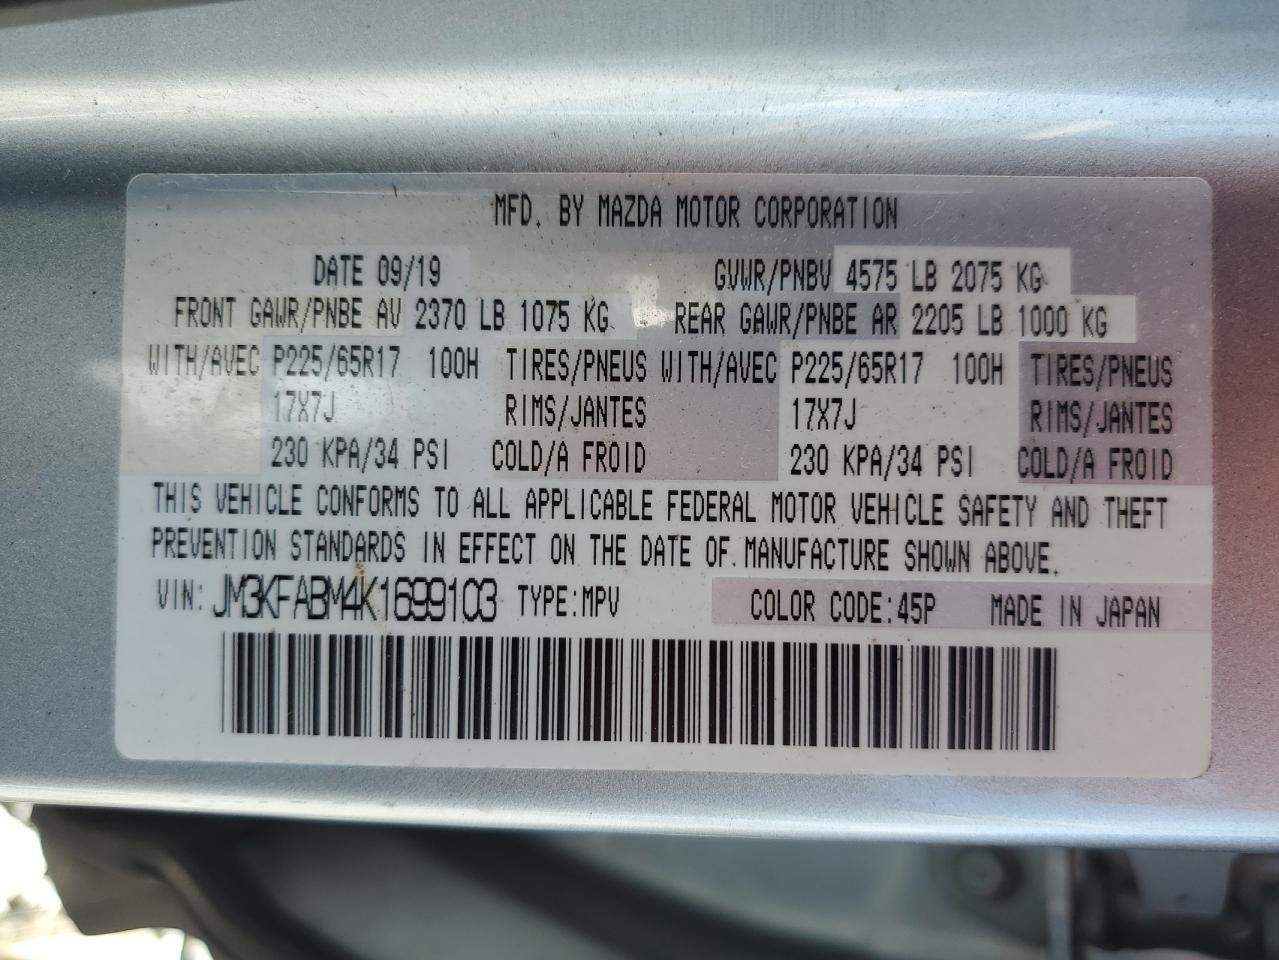 MFD. BY MAZDA MOTOR CORPORATION
DATE 09/19 GVWR/PNBV 4575 LB 2075 KG
FRONT GAWR/PNBE AV 2370 LB 1075 KG REAR GAWR/PNBE AR 2205 LB 1000 KG
WITH/AVEC P225/65R17 100H TIRES/PNEUS WITH/AVEC P225/65R17 100H TIRES/PNEUS
17X7J RIMS/JANTES 17X7J RIMS/JANTES
230 KPA/34 PSI COLD/A FROID 230 KPA/34 PSI COLD/A FROID
THIS VEHICLE CONFORMS TO ALL APPLICABLE FEDERAL MOTOR VEHICLE SAFETY AND THEFT
PREVENTION STANDARDS IN EFFECT ON THE DATE OF MANUFACTURE SHOWN ABOVE.
VIN: JM3KFABM4K1699103 TYPE:MPV COLOR CODE:45P MADE IN JAPAN